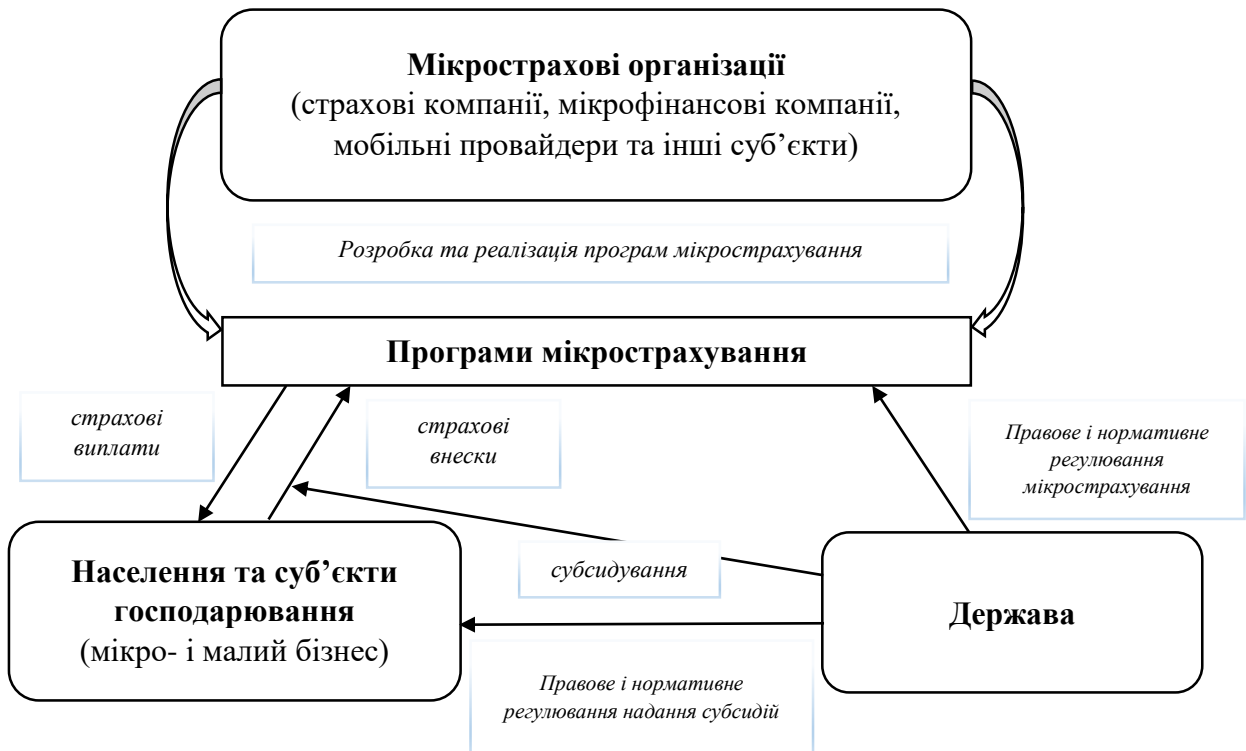 Мікрострахові організації
(страхові компанії, мікрофінансові компанії,
мобільні провайдери та інші суб’єкти)
Розробка та реалізація програм мікрострахування
Програми мікрострахування
страхові
виплати
страхові
внески
Правове і нормативне
регулювання
мікрострахування
Населення та суб’єкти
господарювання
(мікро- і малий бізнес)
субсидування
Держава
Правове і нормативне
регулювання надання субсидій